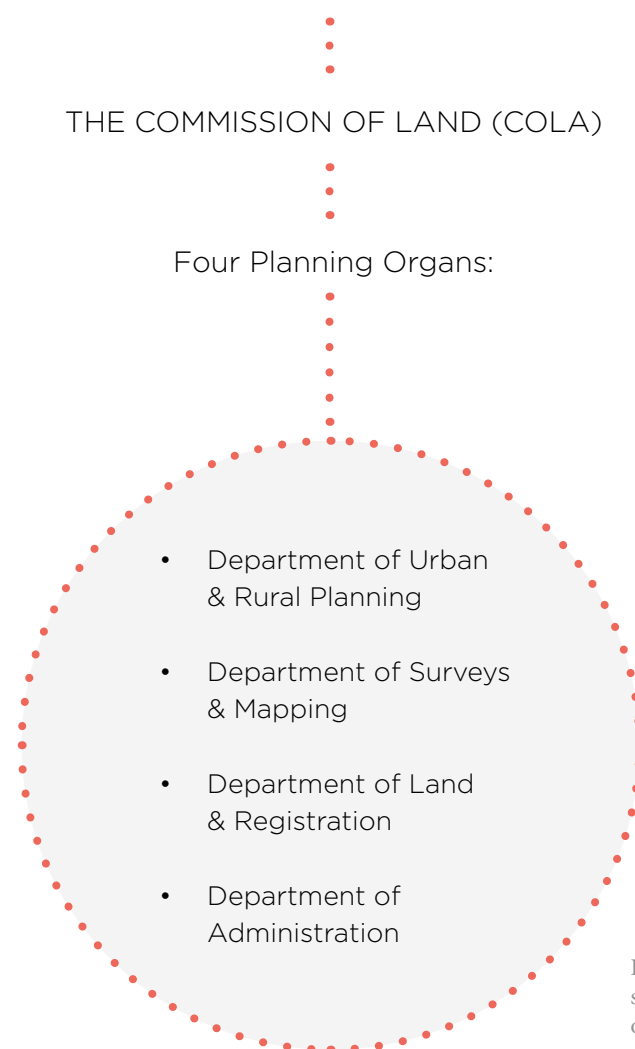 THE COMMISSION OF LAND (COLA)
Four Planning Organs:
• Department of Urban
& Rural Planning
• Department of Surveys
& Mapping
• Department of Land
& Registration
• Department of
Administration